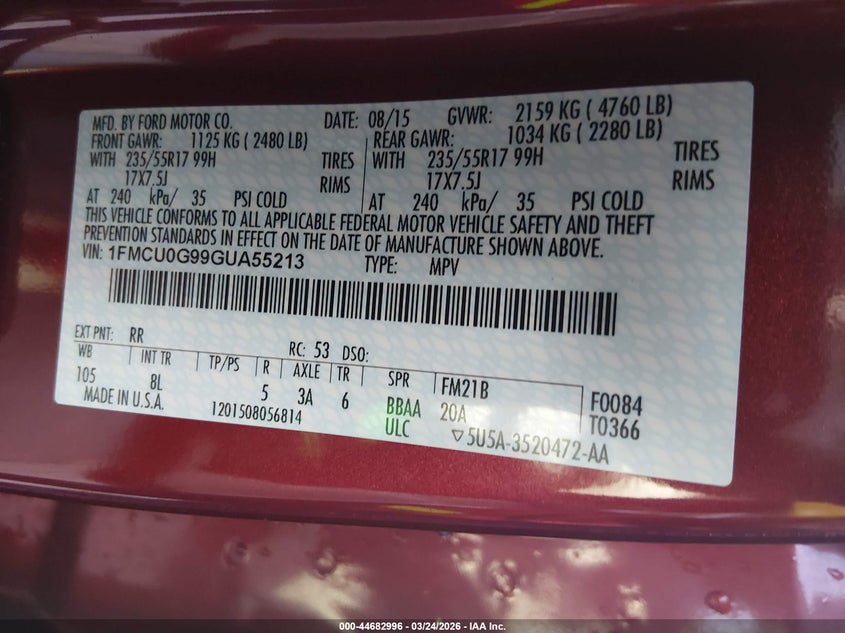 MFD. BY FORD MOTOR CO. DATE: 08/15 GVWR: 2159 KG ( 4760 LB)
FRONT GAWR: 1125 KG ( 2480 LB) REAR GAWR: 1034 KG ( 2280 LB)
WITH 235/55R17 99H TIRES WITH 235/55R17 99H TIRES
17X7.5J RIMS 17X7.5J RIMS
AT 240 kPa/ 35 PSI COLD AT 240 kPa/ 35 PSI COLD
THIS VEHICLE CONFORMS TO ALL APPLICABLE FEDERAL MOTOR VEHICLE SAFETY AND THEFT
PREVENTION STANDARDS IN EFFECT ON THE DATE OF MANUFACTURE SHOWN ABOVE.
VIN: 1FMCU0G99GUA55213 TYPE: MPV
EXT PNT: RR RC: 53 DSO:
WB INT TR TP/PS R AXLE TR SPR FM21B F0084
105 8L 5 3A 6 BBAA 20A T0366
MADE IN U.S.A. 1201508056814 ULC ▽5U5A-3520472-AA
000-44682996 - 03/24/2026 - IAA Inc.